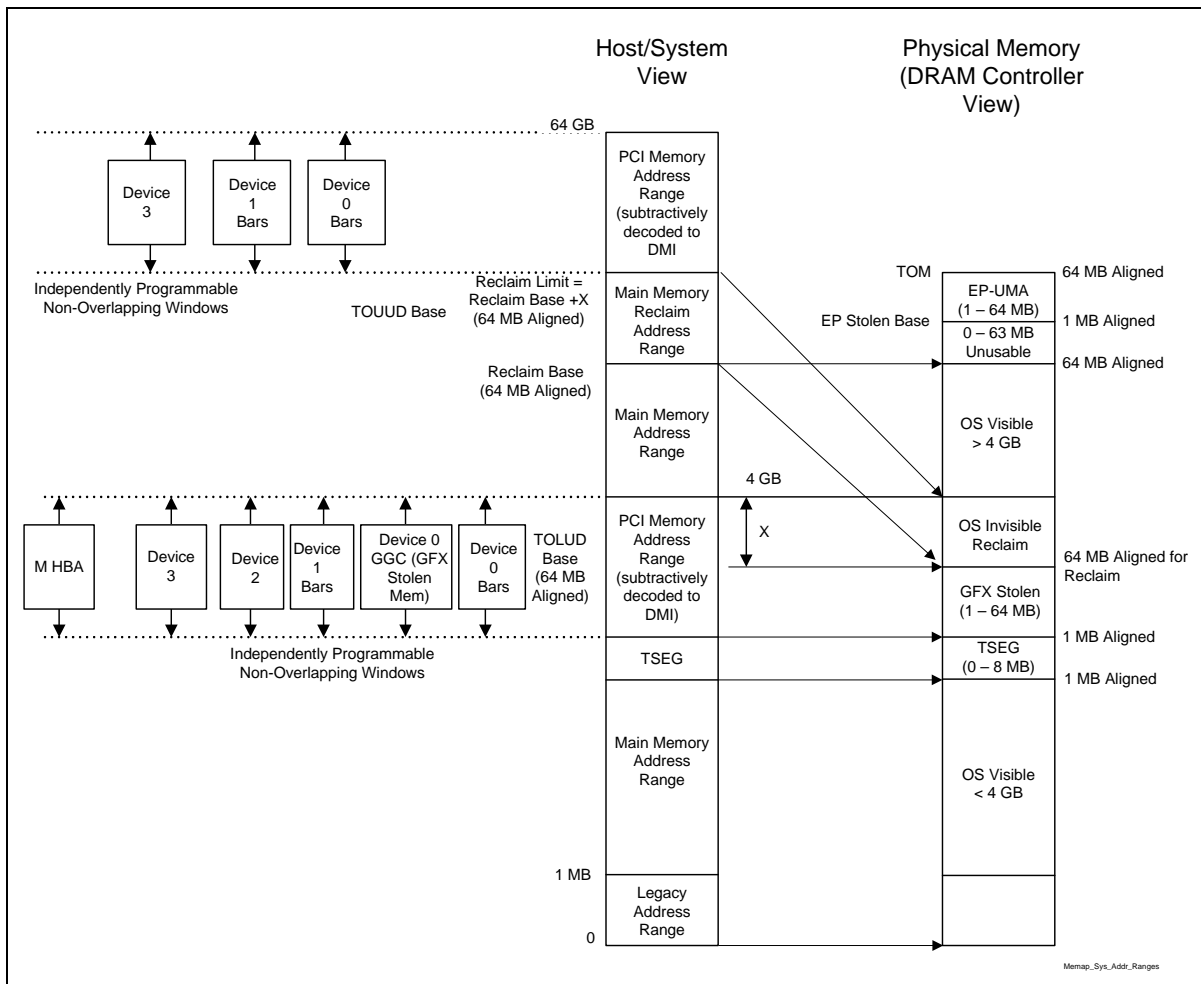 Host/System
View
Physical Memory
(DRAM Controller
View)
64 GB
PCI Memory
Address
Range
(subtractively
decoded to
DMI
Device
3
Device
1
Bars
Device
0
Bars
Independently Programmable
Non-Overlapping Windows
TOUUD Base
Reclaim Limit =
Reclaim Base +X
(64 MB Aligned)
Main Memory
Reclaim
Address
Range
TOM
64 MB Aligned
EP-UMA
(1 – 64 MB)
EP Stolen Base
1 MB Aligned
0 – 63 MB
Unusable
64 MB Aligned
Reclaim Base
(64 MB Aligned)
Main Memory
Address
Range
OS Visible
> 4 GB
4 GB
X
M HBA
Device
3
Device
2
Device
1
Bars
Device 0
GGC (GFX
Stolen
Mem)
Device
0
Bars
TOLUD
Base
(64 MB
Aligned)
PCI Memory
Address
Range
(subtractively
decoded to
DMI)
OS Invisible
Reclaim
64 MB Aligned for
Reclaim
GFX Stolen
(1 – 64 MB)
1 MB Aligned
Independently Programmable
Non-Overlapping Windows
TSEG
TSEG
(0 – 8 MB)
1 MB Aligned
Main Memory
Address
Range
OS Visible
< 4 GB
1 MB
Legacy
Address
Range
0
Memap_Sys_Addr_Ranges